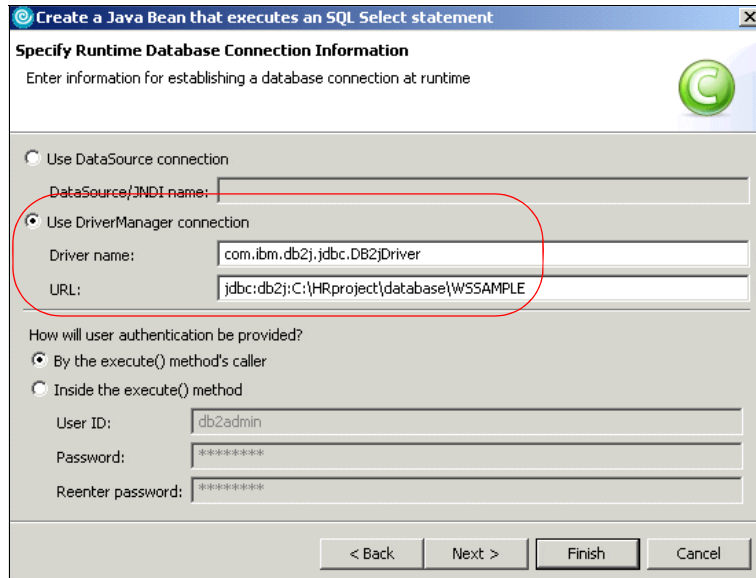 Create a Java Bean that executes an SQL Select statement
Specify Runtime Database Connection Information
Enter information for establishing a database connection at runtime
Use DataSource connection
DataSource/JNDI name:
Use DriverManager connection
Driver name: com.ibm.db2j.jdbc.DB2jDriver
URL: jdbc:db2j:C:\HRproject\database\WSSAMPLE
How will user authentication be provided?
By the execute() method's caller
Inside the execute() method
User ID: db2admin
Password: ********
Reenter password: ********
< Back Next > Finish Cancel